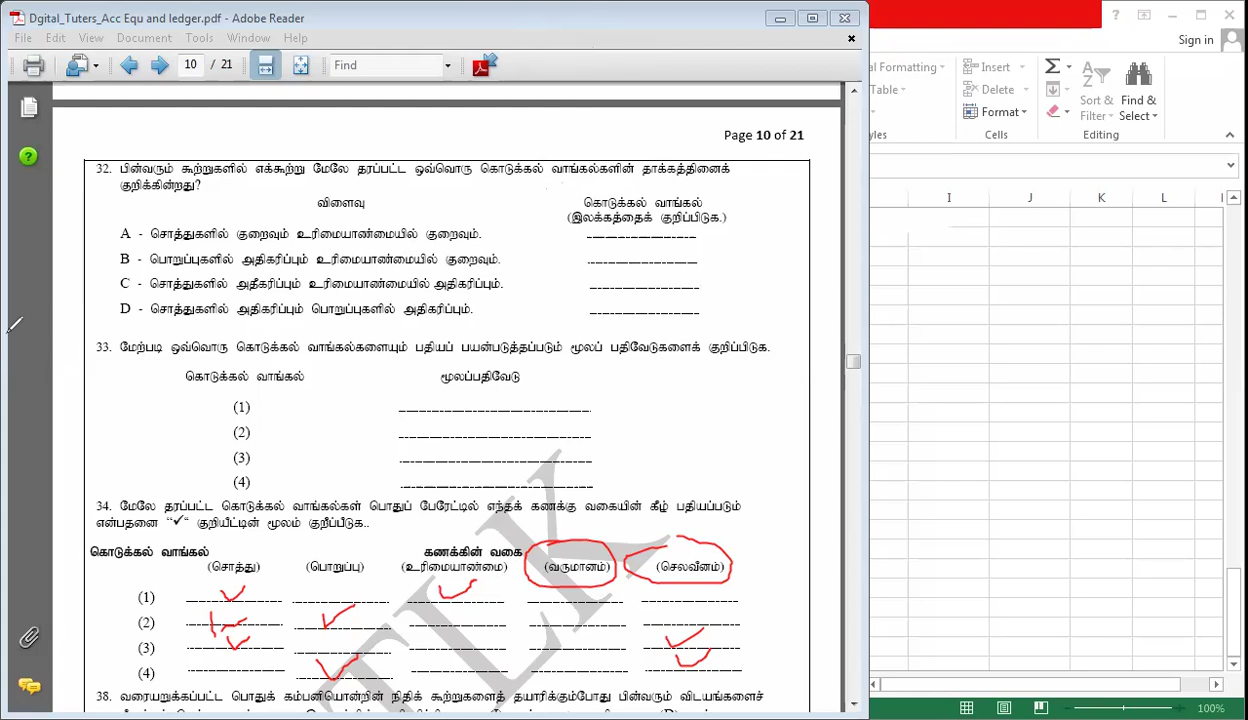 Dgital_Tuters_Acc Equ and ledger.pdf - Adobe Reader
File Edit View Document Tools Window Help
10 / 21 Find
Page 10 of 21
32. பின்வரும் கூற்றுகளில் எக்கூற்று மேலே தரப்பட்ட ஒவ்வொரு கொடுக்கல் வாங்கல்களின் தாக்கத்தினைக்
குறிக்கின்றது?
விளைவு கொடுக்கல் வாங்கல்
(இலக்கத்தைக் குறிப்பிடுக.)
A - சொத்துகளில் குறைவும் உரிமையாண்மையில் குறைவும்.
B - பொறுப்புகளில் அதிகரிப்பும் உரிமையாண்மையில் குறைவும்.
C - சொத்துகளில் அதீகரிப்பும் உரிமையாண்மையில் அதிகரிப்பும்.
D - சொத்துகளில் அதிகரிப்பும் பொறுப்புகளில் அதிகரிப்பும்.
33. மேற்படி ஒவ்வொரு கொடுக்கல் வாங்கல்களையும் பதியப் பயன்படுத்தப்படும் மூலப் பதிவேடுகளைக் குறிப்பிடுக.
கொடுக்கல் வாங்கல் மூலப்பதிவேடு
(1)
(2)
(3)
(4)
34. மேலே தரப்பட்ட கொடுக்கல் வாங்கல்கள் பொதுப் பேரேட்டில் எந்தக் கணக்கு வகையின் கீழ் பதியப்படும்
என்பதனை "✓" குறியீட்டின் மூலம் குறீப்பீடுக..
கொடுக்கல் வாங்கல் கணக்கின் வகை
(சொத்து) (பொறுப்பு) (உரிமையாண்மை) (வருமானம்) (செலவீனம்)
(1) ✓ ✓
(2) ✓
(3) ✓ ✓
(4) ✓ ✓
38. வரையறுக்கப்பட்ட பொதுக் கம்பனியொன்றின் நிதிக் கூற்றுகளைத் தயாரிக்கும்போது பின்வரும் விடயங்களைச்
TLK
Sign in
al Formatting Insert
Table Delete Sort & Find &
Format Filter Select
yles Cells Editing
I J K L
100%